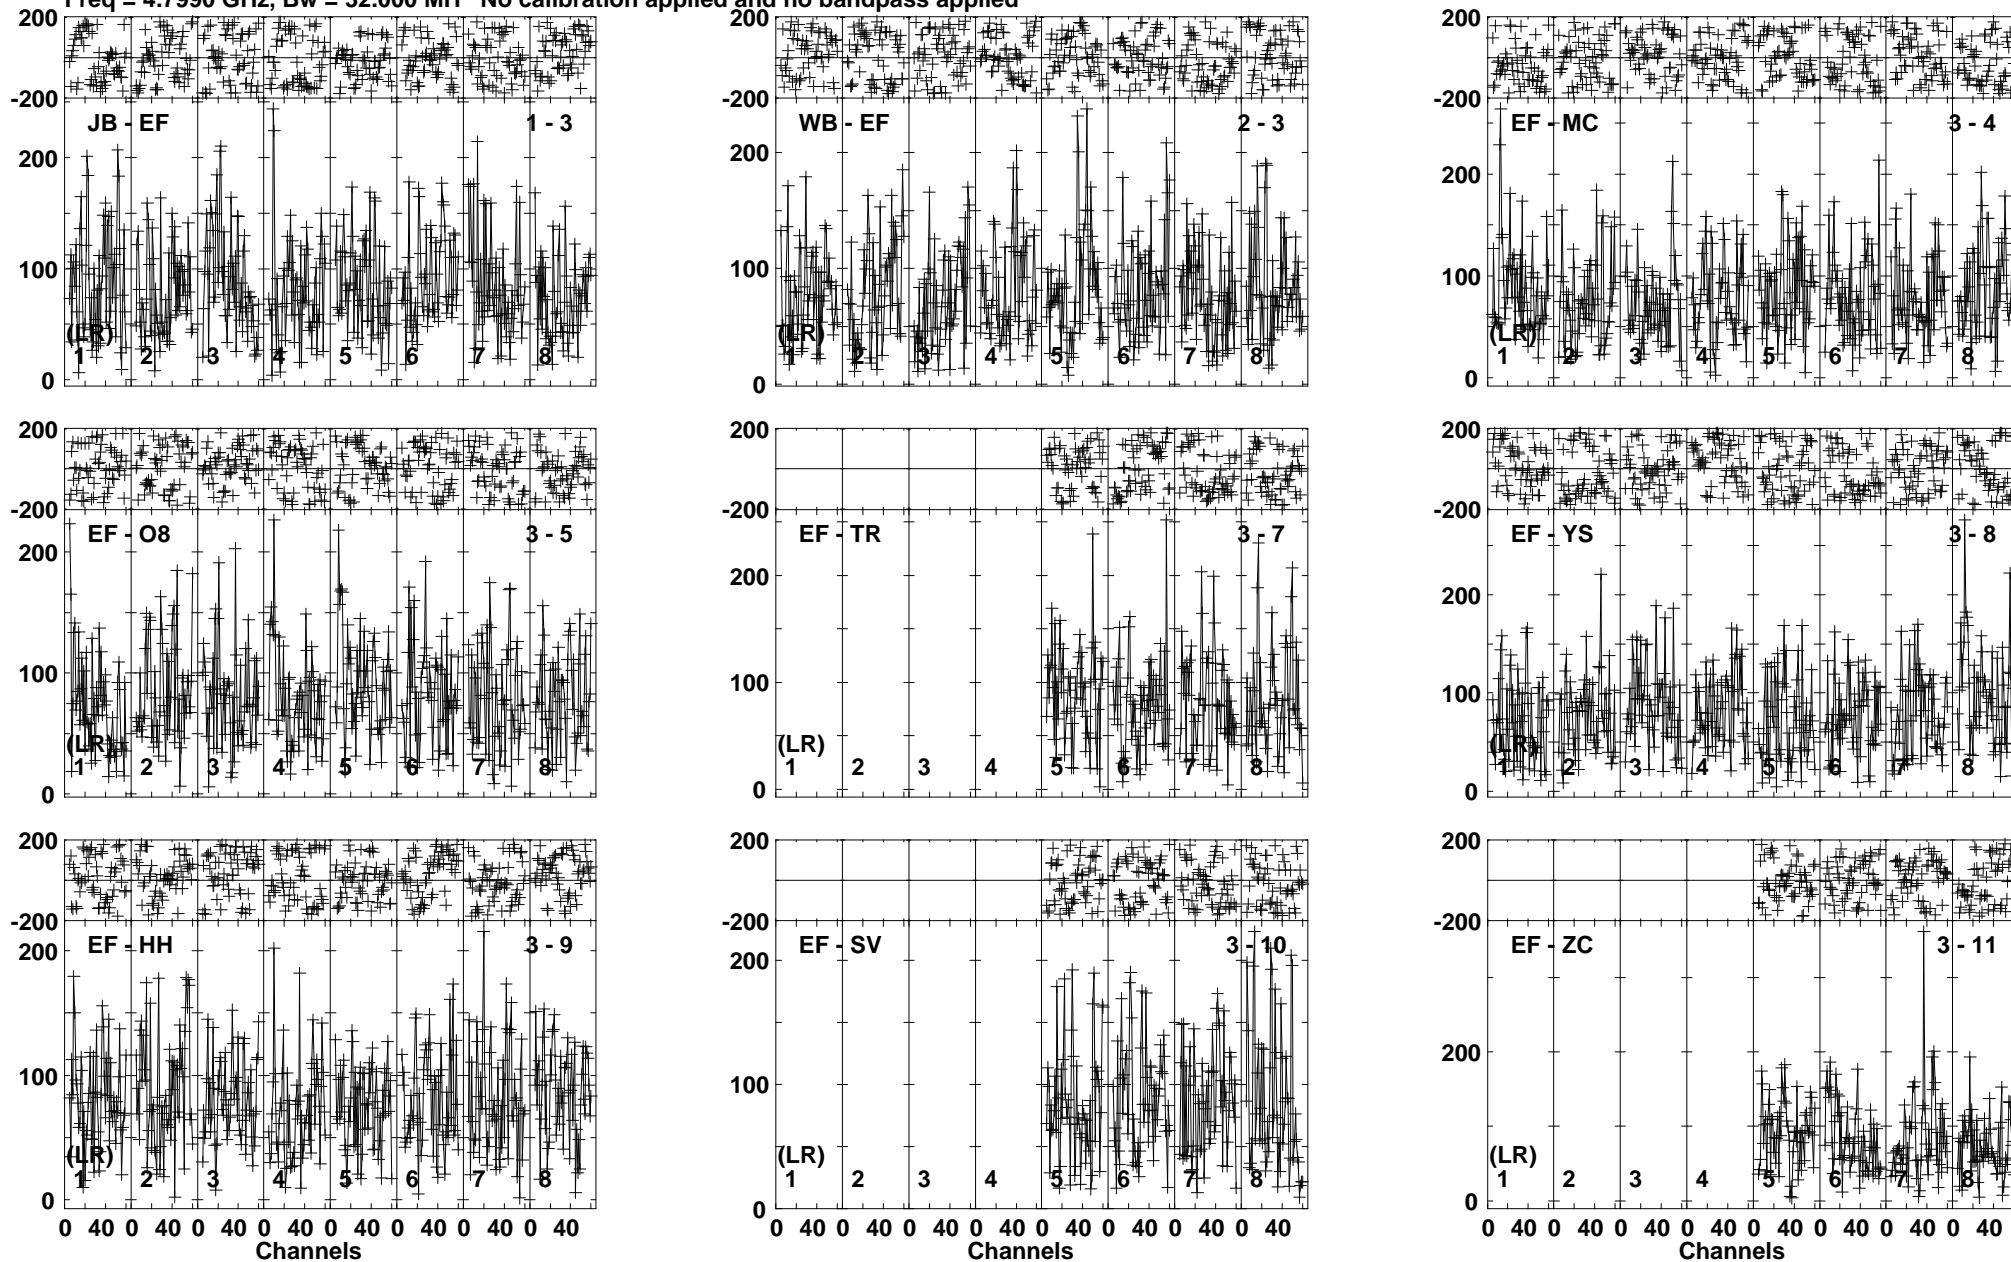 Freq = 4.7990 GHz, Bw = 32.000 MH No calibration applied and no bandpass applied
200 200 200
-200 -200 -200
JB - EF 1 - 3 WB - EF 2 - 3 EF - MC 3 - 4
200 200 200
100 100 100
(LR) (LR) (LR)
1 2 3 4 5 6 7 8 1 2 3 4 5 6 7 8 1 2 3 4 5 6 7 8
0 0 0
200 200 200
-200 -200 -200
EF - O8 3 - 5 EF - TR 3 - 7 EF - YS 3 - 8
200 200 200
100 100 100
(LR) (LR) (LR)
1 2 3 4 5 6 7 8 1 2 3 4 5 6 7 8 1 2 3 4 5 6 7 8
0 0 0
200 200 200
-200 -200 -200
EF - HH 3 - 9 EF - SV 3 - 10 EF - ZC 3 - 11
200 200 200
100 100
(LR) (LR) (LR)
1 2 3 4 5 6 7 8 1 2 3 4 5 6 7 8 1 2 3 4 5 6 7 8
0 0 0
0 40 0 40 0 40 0 40 0 40 0 40 0 40 0 40 0 40 0 40 0 40 0 40 0 40 0 40 0 40 0 40 0 40 0 40 0 40 0 40 0 40 0 40 0 40 0 40
Channels Channels Channels